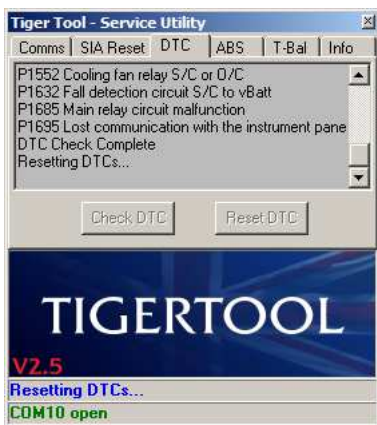 Tiger Tool - Service Utility
Comms SIA Reset DTC ABS T-Bal Info
P1552 Cooling fan relay S/C or O/C
P1632 Fall detection circuit S/C to vBatt
P1685 Main relay circuit malfunction
P1695 Lost communication with the instrument pane
DTC Check Complete
Resetting DTCs...
Check DTC Reset DTC
TIGERTOOL
V2.5
Resetting DTCs...
COM10 open